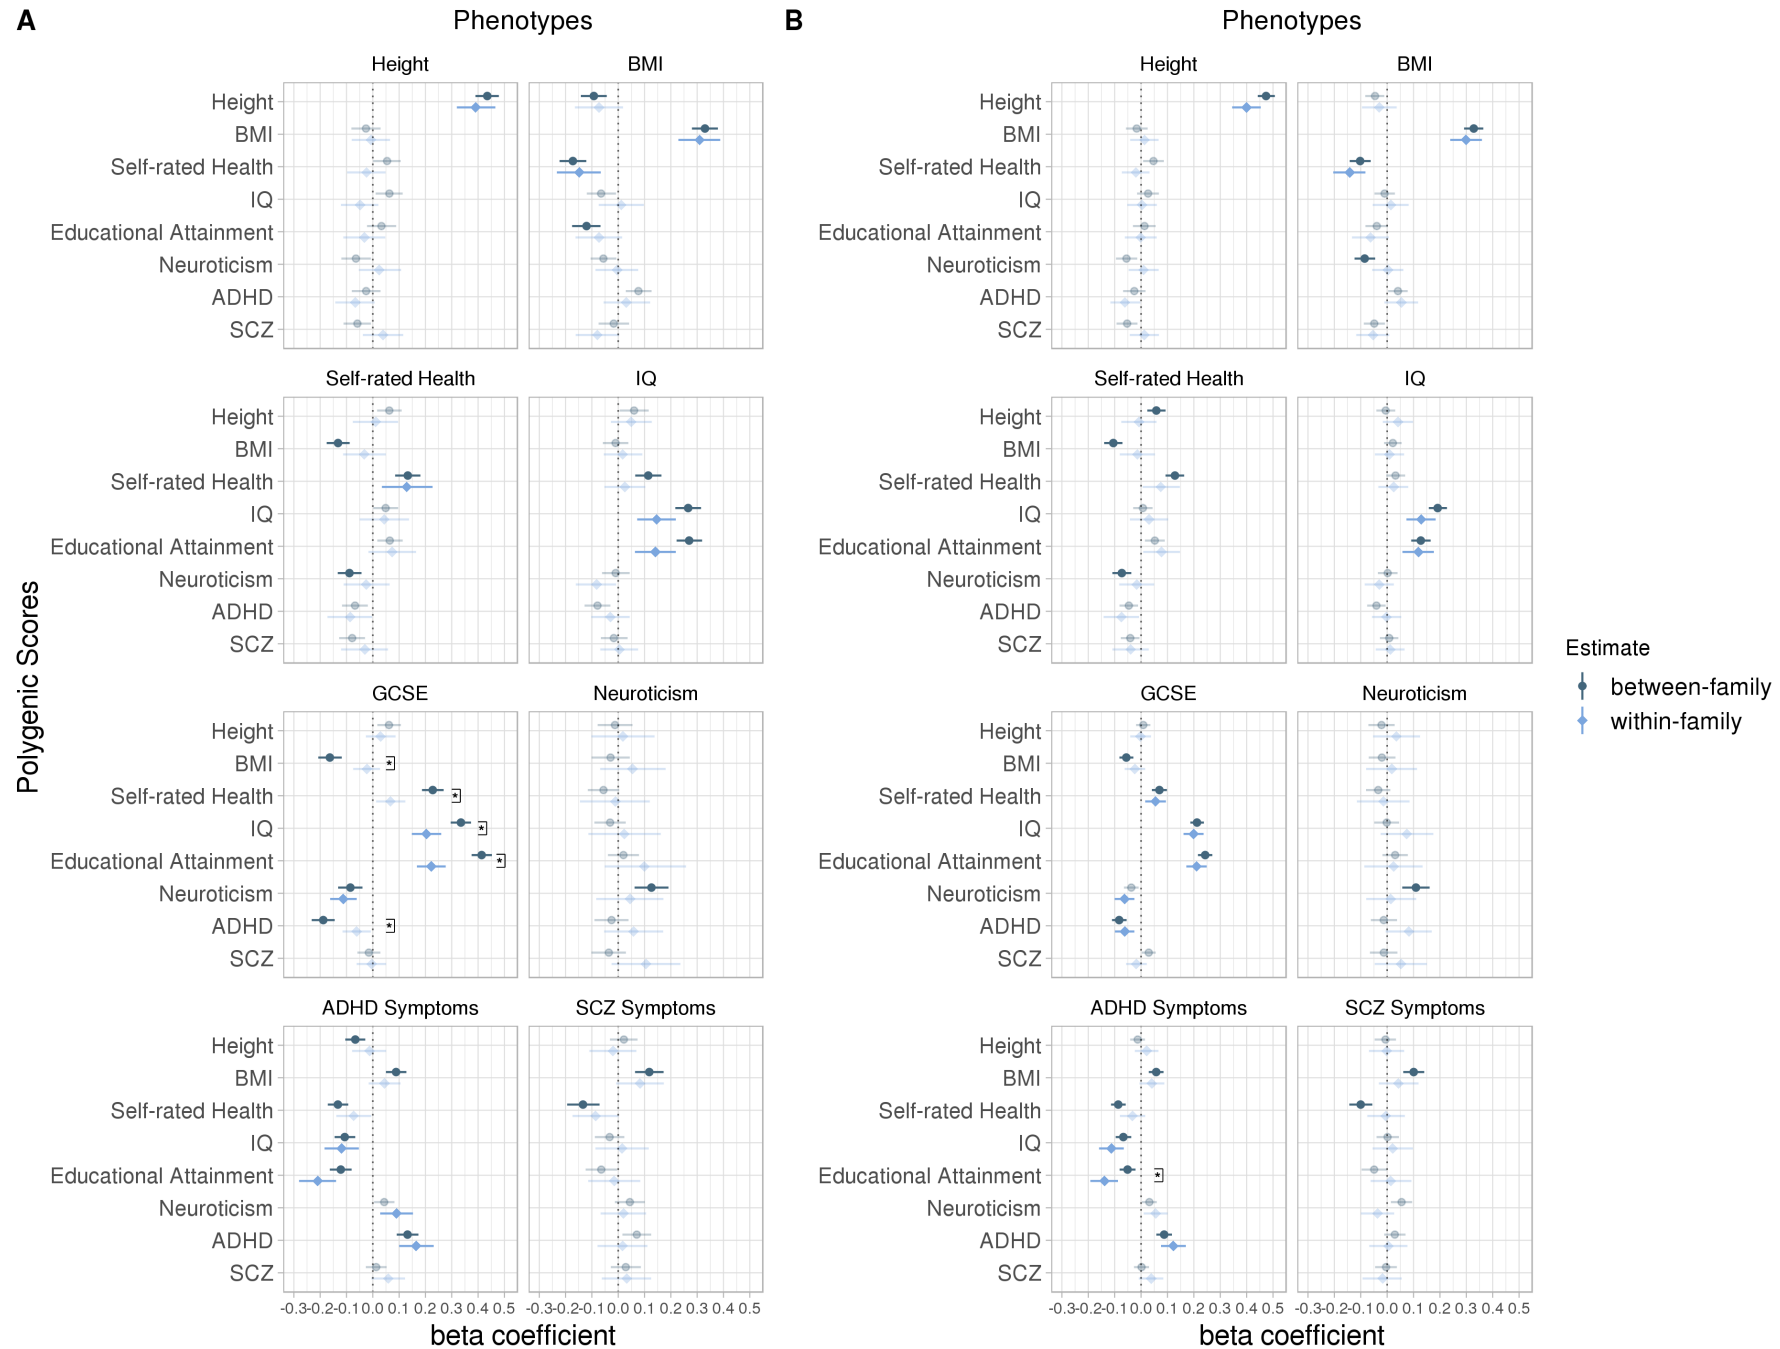 A
Phenotypes
Height BMI
Height
BMI
Self-rated Health
IQ
Educational Attainment
Neuroticism
ADHD
SCZ
Self-rated Health IQ
Height
BMI
Self-rated Health
IQ
Educational Attainment
Neuroticism
ADHD
SCZ
GCSE Neuroticism
Height
BMI *
Self-rated Health *
IQ *
Educational Attainment *
Neuroticism
ADHD *
SCZ
ADHD Symptoms SCZ Symptoms
Height
BMI
Self-rated Health
IQ
Educational Attainment
Neuroticism
ADHD
SCZ
-0.3 -0.2 -0.1 0.0 0.1 0.2 0.3 0.4 0.5 -0.3 -0.2 -0.1 0.0 0.1 0.2 0.3 0.4 0.5
beta coefficient
Polygenic Scores
B
Phenotypes
Height BMI
Height
BMI
Self-rated Health
IQ
Educational Attainment
Neuroticism
ADHD
SCZ
Self-rated Health IQ
Height
BMI
Self-rated Health
IQ
Educational Attainment
Neuroticism
ADHD
SCZ
GCSE Neuroticism
Height
BMI
Self-rated Health
IQ
Educational Attainment
Neuroticism
ADHD
SCZ
ADHD Symptoms SCZ Symptoms
Height
BMI
Self-rated Health
IQ
Educational Attainment *
Neuroticism
ADHD
SCZ
-0.3 -0.2 -0.1 0.0 0.1 0.2 0.3 0.4 0.5 -0.3 -0.2 -0.1 0.0 0.1 0.2 0.3 0.4 0.5
beta coefficient
Estimate
between-family
within-family